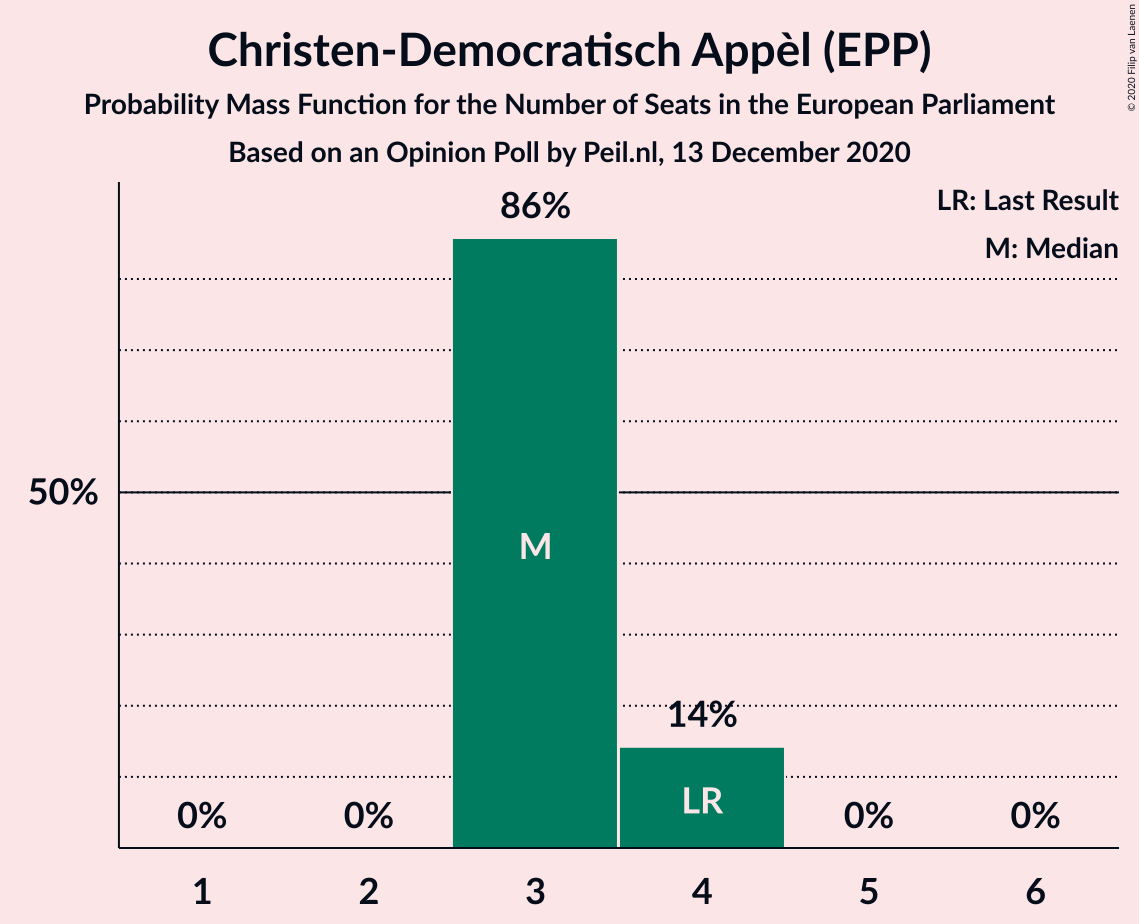 Christen-Democratisch Appèl (EPP)
Probability Mass Function for the Number of Seats in the European Parliament
Based on an Opinion Poll by Peil.nl, 13 December 2020
© 2020 Filip van Laenen
LR: Last Result
M: Median
86%
50%
M
14%
LR
0%
0%
0%
0%
1
2
3
4
5
6